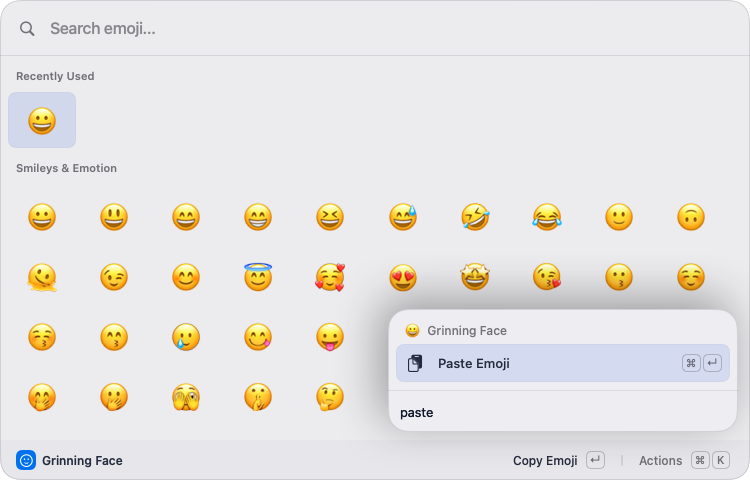 Search emoji...
Recently Used
Smileys & Emotion
Grinning Face
Paste Emoji ⌘ ↵
paste
Grinning Face
Copy Emoji ↵ | Actions ⌘ K